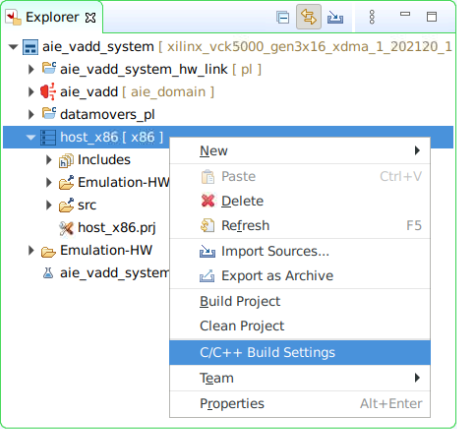 Explorer
aie_vadd_system [ xilinx_vck5000_gen3x16_xdma_1_202120_1
aie_vadd_system_hw_link [ pl ]
aie_vadd [ aie_domain ]
datamovers_pl
host_x86 [ x86 ]
Includes
Emulation-HW
src
host_x86.prj
Emulation-HW
aie_vadd_system
New
Paste Ctrl+V
Delete
Refresh F5
Import Sources...
Export as Archive
Build Project
Clean Project
C/C++ Build Settings
Team
Properties Alt+Enter